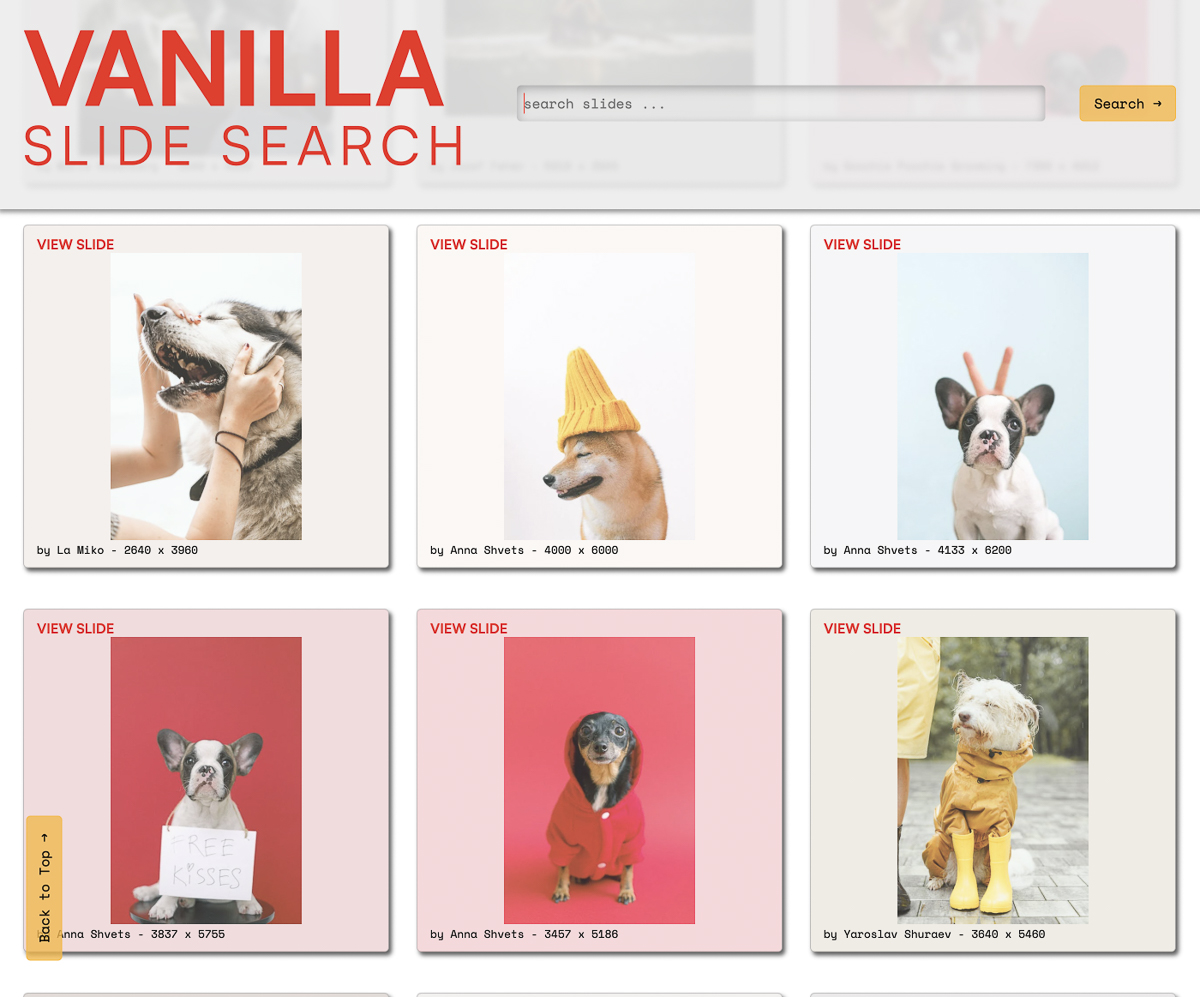 VANILLA
SLIDE SEARCH
search slides ...
Search →
VIEW SLIDE
VIEW SLIDE
VIEW SLIDE
by La Miko - 2640 x 3960
by Anna Shvets - 4000 x 6000
by Anna Shvets - 4133 x 6200
VIEW SLIDE
VIEW SLIDE
VIEW SLIDE
FREE
KiSSES
Back to Top →
by Anna Shvets - 3837 x 5755
by Anna Shvets - 3457 x 5186
by Yaroslav Shuraev - 3640 x 5460